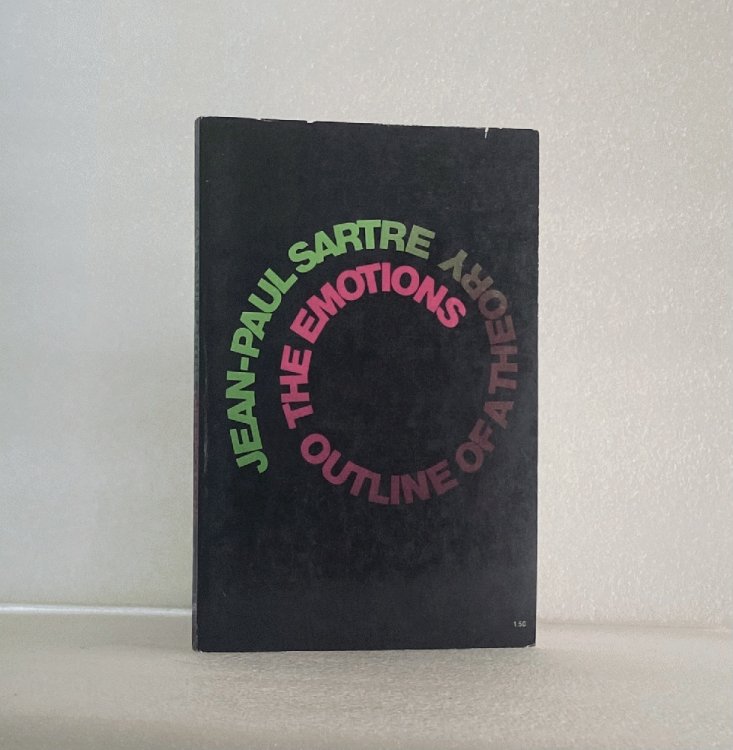 JEAN-PAUL SARTRE
THE EMOTIONS
OUTLINE OF A THEORY
1.50